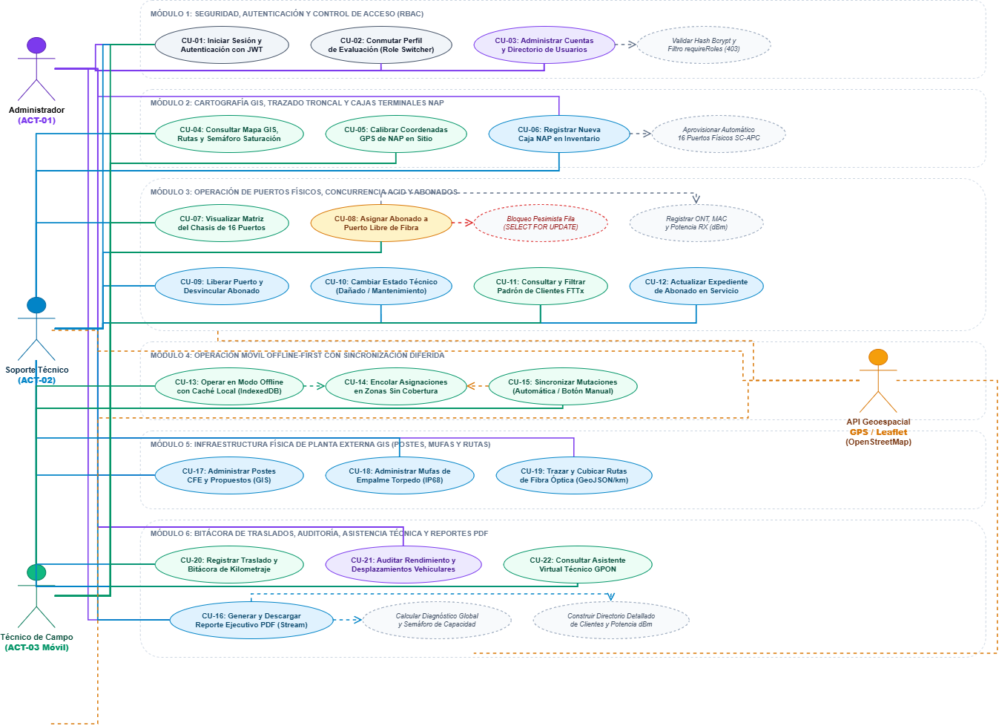 MÓDULO 1: SEGURIDAD, AUTENTICACIÓN Y CONTROL DE ACCESO (RBAC)
CU-01: Iniciar Sesión y
Autenticación con JWT
CU-02: Conmutar Perfil
de Evaluación (Role Switcher)
CU-03: Administrar Cuentas
y Directorio de Usuarios
Validar Hash Bcrypt y
Filtro requireRoles (403)
Administrador
(ACT-01)
MÓDULO 2: CARTOGRAFÍA GIS, TRAZADO TRONCAL Y CAJAS TERMINALES NAP
CU-04: Consultar Mapa GIS,
Rutas y Semáforo Saturación
CU-05: Calibrar Coordenadas
GPS de NAP en Sitio
CU-06: Registrar Nueva
Caja NAP en Inventario
Aprovisionar Automático
16 Puertos Físicos SC-APC
MÓDULO 3: OPERACIÓN DE PUERTOS FÍSICOS, CONCURRENCIA ACID Y ABONADOS
CU-07: Visualizar Matriz
del Chasis de 16 Puertos
CU-08: Asignar Abonado a
Puerto Libre de Fibra
Bloqueo Pesimista Fila
(SELECT FOR UPDATE)
Registrar ONT, MAC
y Potencia RX (dBm)
CU-09: Liberar Puerto y
Desvincular Abonado
CU-10: Cambiar Estado Técnico
(Dañado / Mantenimiento)
CU-11: Consultar y Filtrar
Padrón de Clientes FTTx
CU-12: Actualizar Expediente
de Abonado en Servicio
Soporte Técnico
(ACT-02)
MÓDULO 4: OPERACIÓN MÓVIL OFFLINE-FIRST CON SINCRONIZACIÓN DIFERIDA
CU-13: Operar en Modo Offline
con Caché Local (IndexedDB)
CU-14: Encolar Asignaciones
en Zonas Sin Cobertura
CU-15: Sincronizar Mutaciones
(Automática / Botón Manual)
API Geoespacial
GPS / Leaflet
(OpenStreetMap)
MÓDULO 5: INFRAESTRUCTURA FÍSICA DE PLANTA EXTERNA GIS (POSTES, MUFAS Y RUTAS)
CU-17: Administrar Postes
CFE y Propuestos (GIS)
CU-18: Administrar Mufas de
Empalme Torpedo (IP68)
CU-19: Trazar y Cubicar Rutas
de Fibra Óptica (GeoJSON/km)
MÓDULO 6: BITÁCORA DE TRASLADOS, AUDITORÍA, ASISTENCIA TÉCNICA Y REPORTES PDF
CU-20: Registrar Traslado y
Bitácora de Kilometraje
CU-21: Auditar Rendimiento y
Desplazamientos Vehiculares
CU-22: Consultar Asistente
Virtual Técnico GPON
CU-16: Generar y Descargar
Reporte Ejecutivo PDF (Stream)
Calcular Diagnóstico Global
y Semáforo de Capacidad
Construir Directorio Detallado
de Clientes y Potencia dBm
Técnico de Campo
(ACT-03 Móvil)